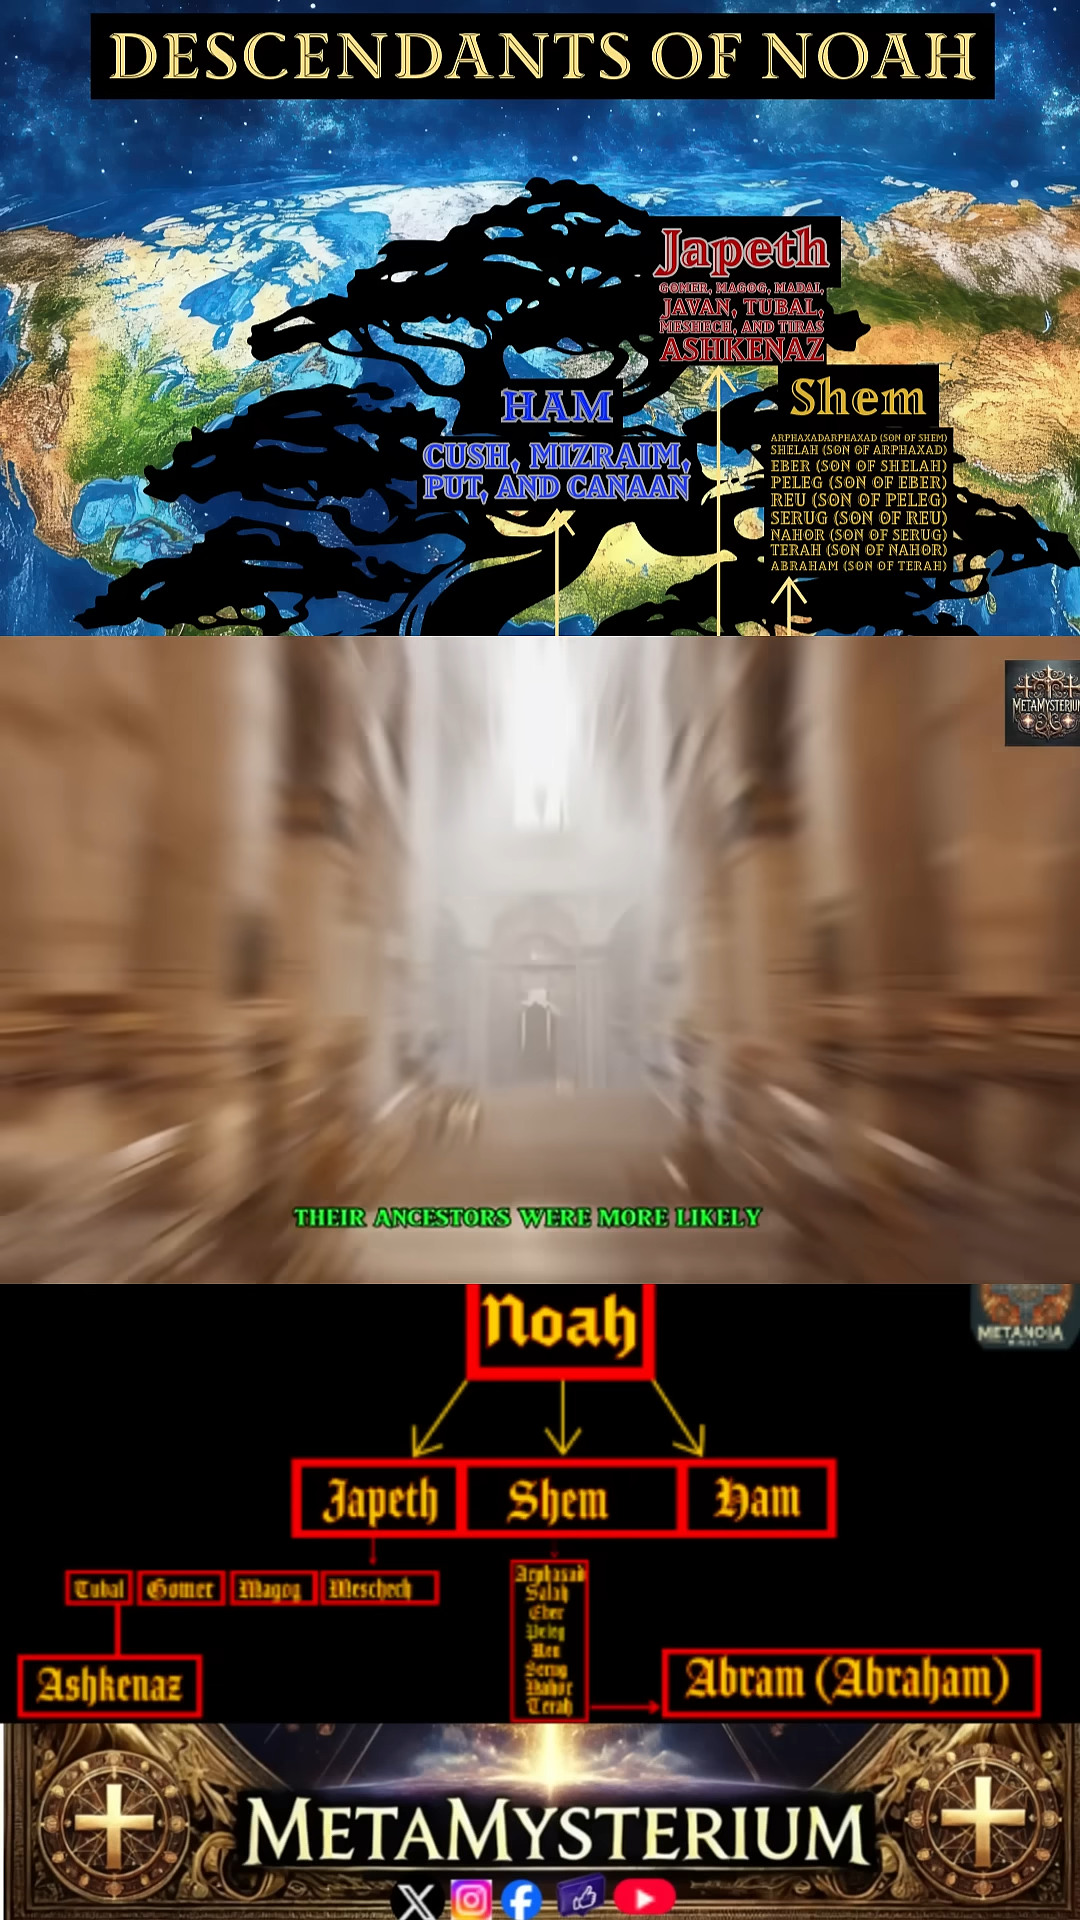 DESCENDANTS OF NOAH
Japeth
GOMER, MAGOG, MADAI,
JAVAN, TUBAL,
MESHECH, AND TIRAS
ASHKENAZ
HAM
CUSH, MIZRAIM,
PUT, AND CANAAN
Shem
ARPHAXADARPHAXAD (SON OF SHEM)
SHELAH (SON OF ARPHAXAD)
EBER (SON OF SHELAH)
PELEG (SON OF EBER)
REU (SON OF PELEG)
SERUG (SON OF REU)
NAHOR (SON OF SERUG)
TERAH (SON OF NAHOR)
ABRAHAM (SON OF TERAH)
METAMYSTERIUM
THEIR ANCESTORS WERE MORE LIKELY
METANOIA
Noah
Japeth Shem Ham
Tubal Gomer Magog Meschech
Arphaxad
Salah
Eber
Peleg
Reu
Serug
Nahor
Terah
Ashkenaz
Abram (Abraham)
METAMYSTERIUM